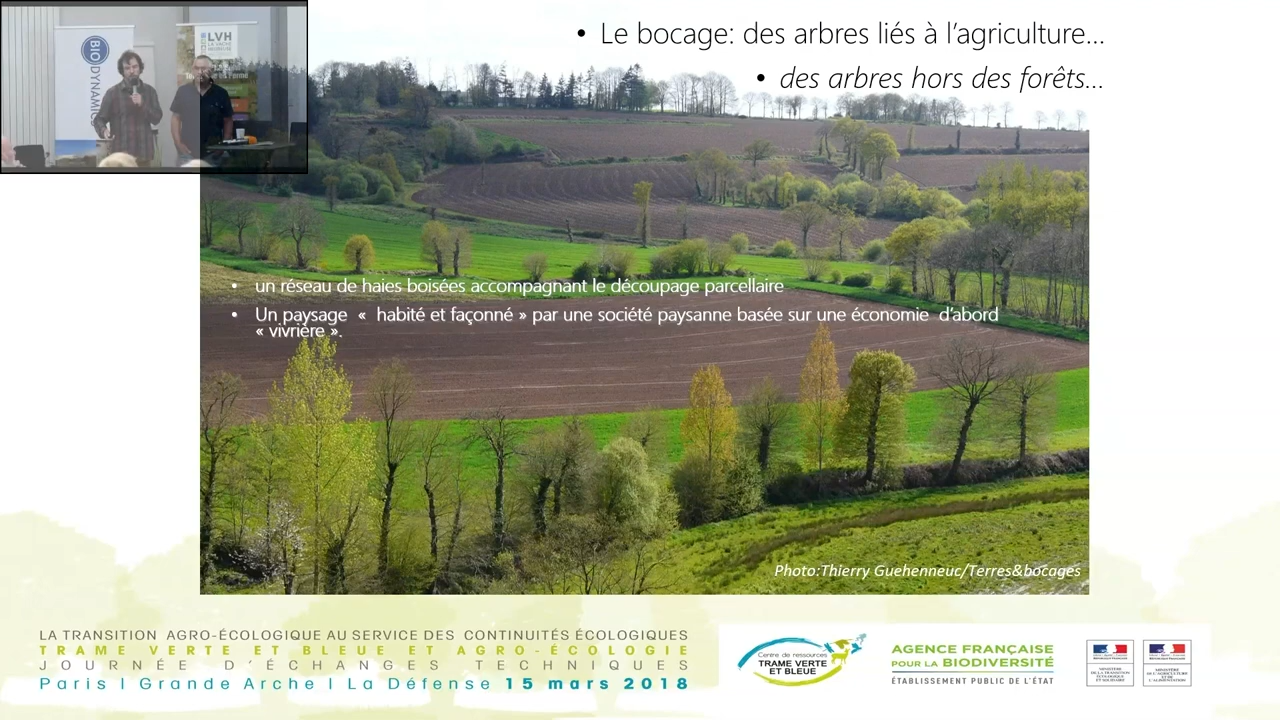 BIODYNAMIC
LVH
LA VACHE HEUREUSE
• Le bocage: des arbres liés à l'agriculture...
• des arbres hors des forêts...
• un réseau de haies boisées accompagnant le découpage parcellaire
• Un paysage « habité et façonné » par une société paysanne basée sur une économie d'abord
« vivrière ».
Photo:Thierry Guehenneuc/Terres&bocages
LA TRANSITION AGRO-ÉCOLOGIQUE AU SERVICE DES CONTINUITÉS ÉCOLOGIQUES
TRAME VERTE ET BLEUE ET AGRO-ÉCOLOGIE
JOURNÉE D'ÉCHANGES TECHNIQUES
Paris I Grande Arche I La Défense 15 mars 2018
Centre de ressources
TRAME VERTE
ET BLEUE
AGENCE FRANÇAISE
POUR LA BIODIVERSITÉ
ÉTABLISSEMENT PUBLIC DE L'ÉTAT